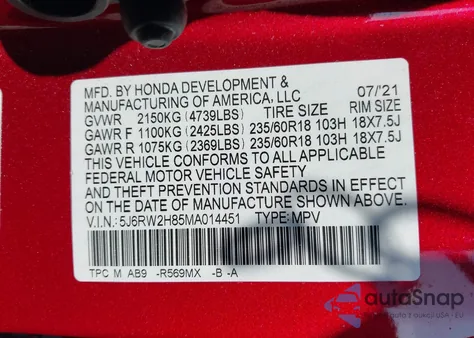 MFD. BY HONDA DEVELOPMENT &
MANUFACTURING OF AMERICA, LLC 07/'21
GVWR 2150KG (4739LBS) TIRE SIZE RIM SIZE
GAWR F 1100KG (2425LBS) 235/60R18 103H 18X7.5J
GAWR R 1075KG (2369LBS) 235/60R18 103H 18X7.5J
THIS VEHICLE CONFORMS TO ALL APPLICABLE
FEDERAL MOTOR VEHICLE SAFETY
AND THEFT PREVENTION STANDARDS IN EFFECT
ON THE DATE OF MANUFACTURE SHOWN ABOVE.
V.I.N.: 5J6RW2H85MA014451 TYPE: MPV
TPC M AB9 -R569MX -B -A
autoSnap